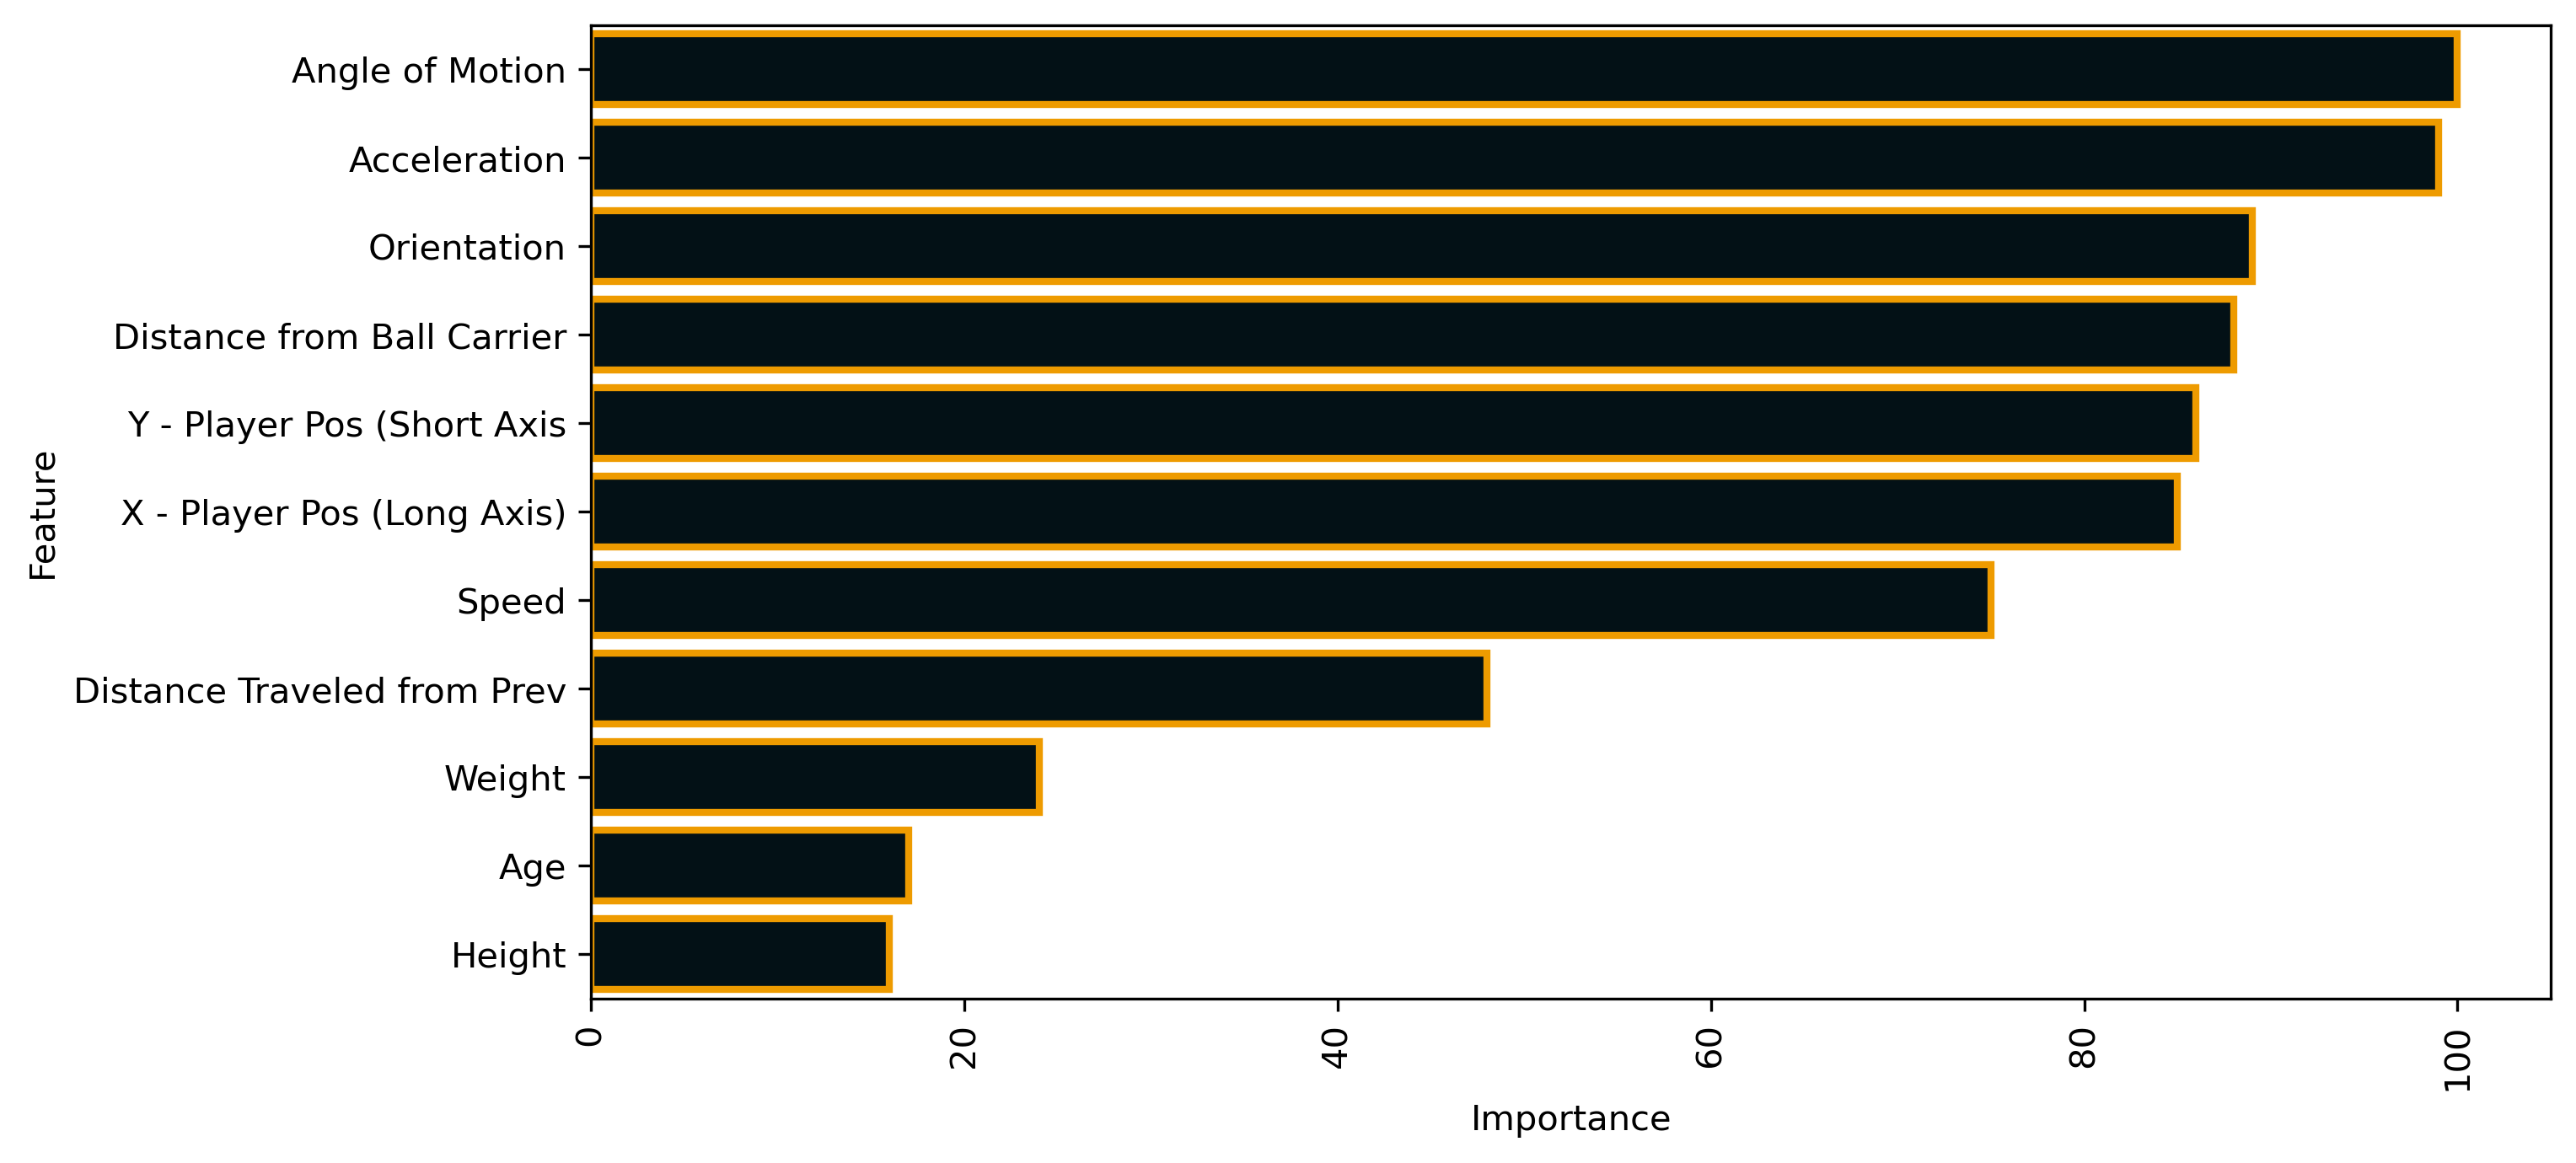 Angle of Motion
Acceleration
Orientation
Distance from Ball Carrier
Y - Player Pos (Short Axis
X - Player Pos (Long Axis)
Speed
Distance Traveled from Prev
Weight
Age
Height
Feature
0
20
40
60
80
100
Importance